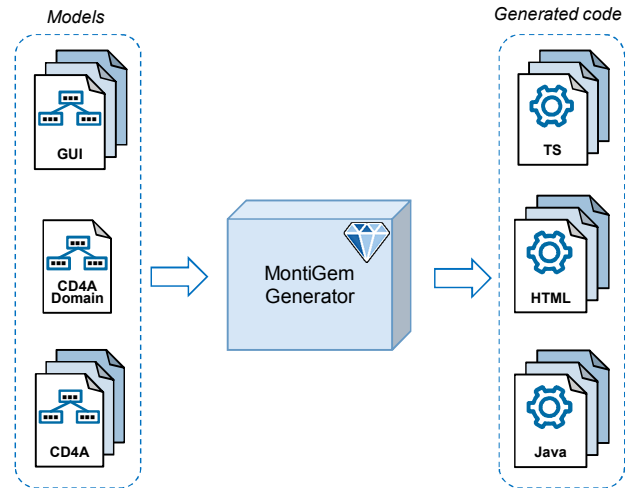 Models
Generated code
GUI
CD4A
Domain
CD4A
MontiGem
Generator
TS
HTML
Java